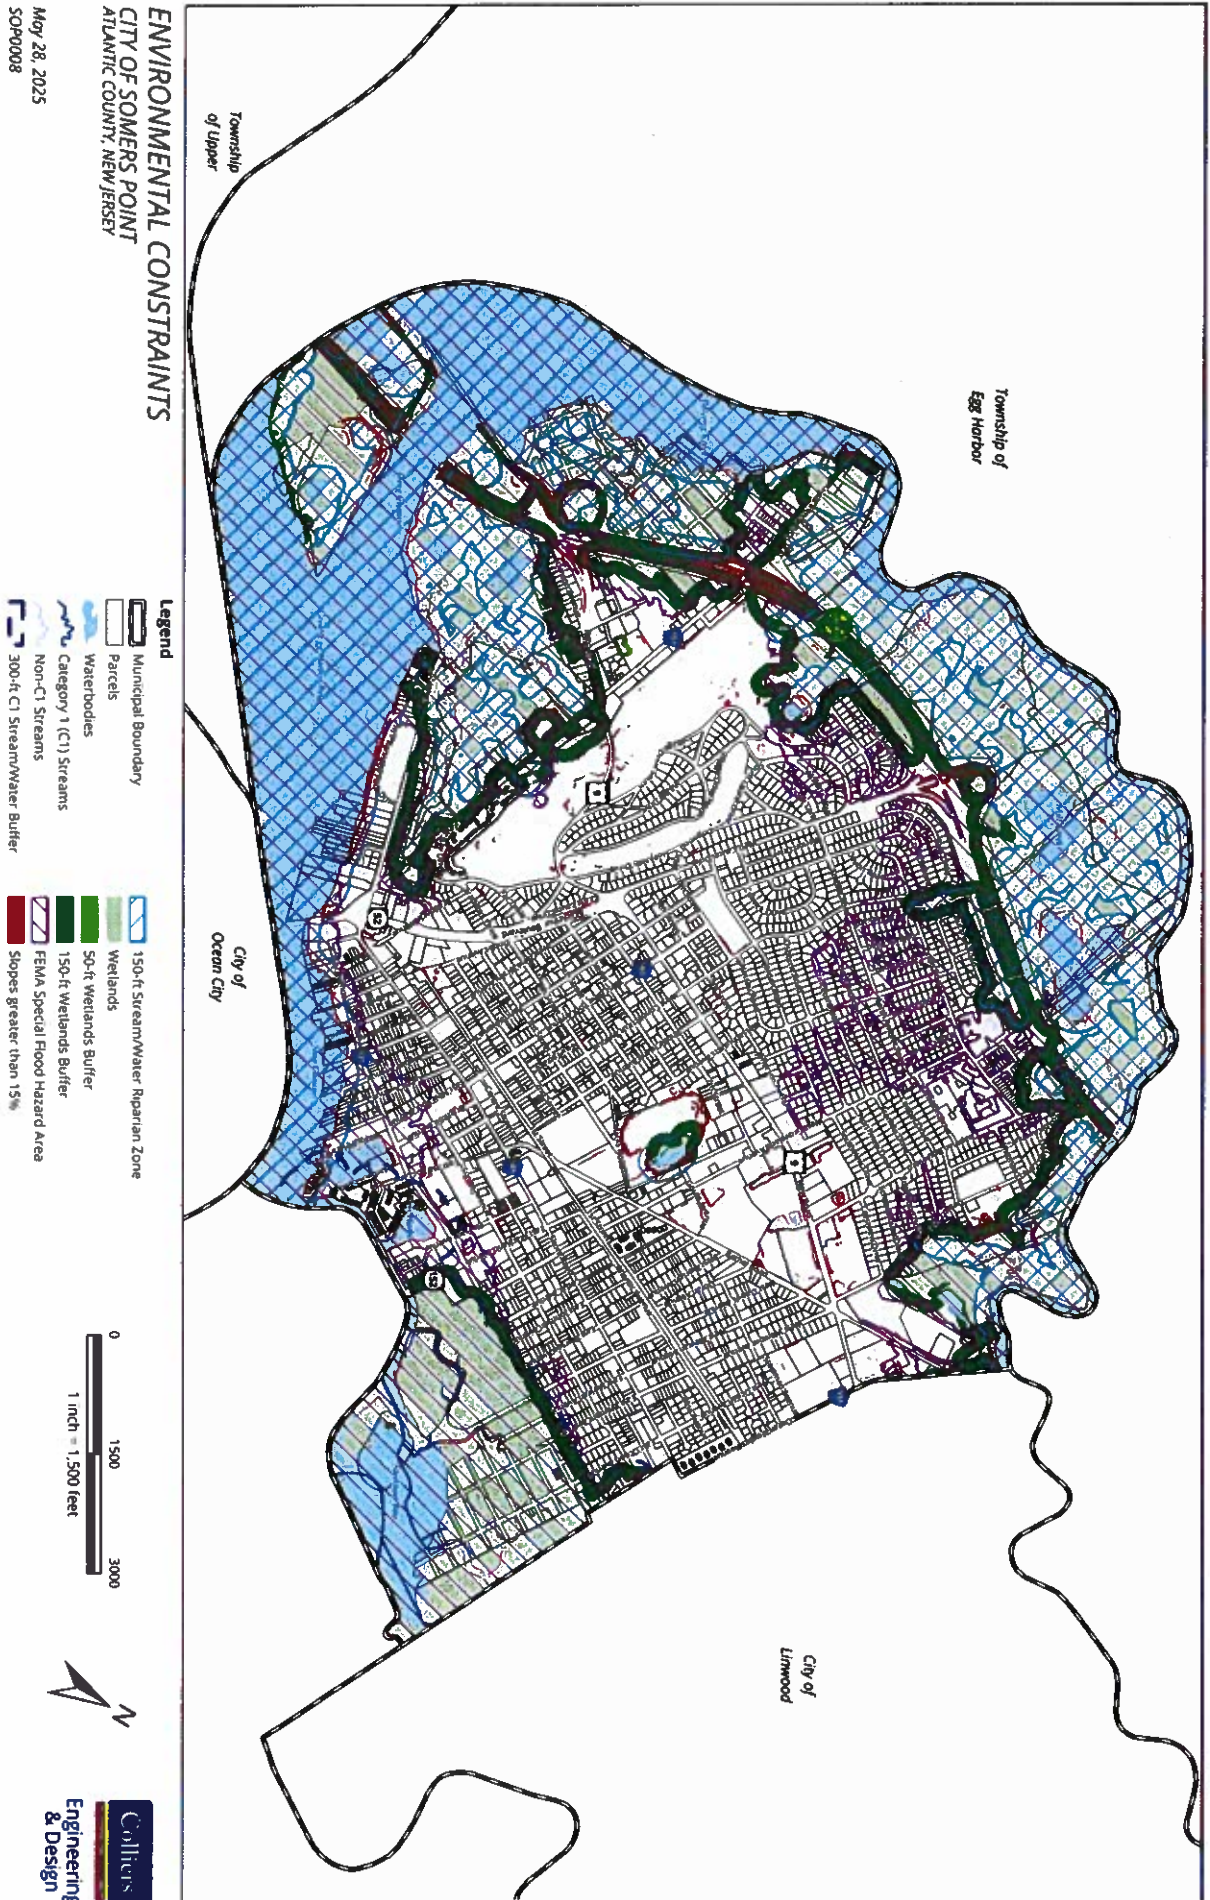 ENVIRONMENTAL CONSTRAINTS
CITY OF SOMERS POINT
ATLANTIC COUNTY, NEW JERSEY
May 28, 2025
SOP0008
Township
of Upper
Township of
Egg Harbor
City of
Ocean City
City of
Linwood
Boulevard
52
9
152
Legend
Municipal Boundary
Parcels
Waterbodies
Category 1 (C1) Streams
Non-C1 Streams
300-ft C1 Stream/Water Buffer
150-ft Stream/Water Riparian Zone
Wetlands
50-ft Wetlands Buffer
150-ft Wetlands Buffer
FEMA Special Flood Hazard Area
Slopes greater than 15%
0
1500
3000
1 inch = 1,500 feet
N
Colliers
Engineering
& Design